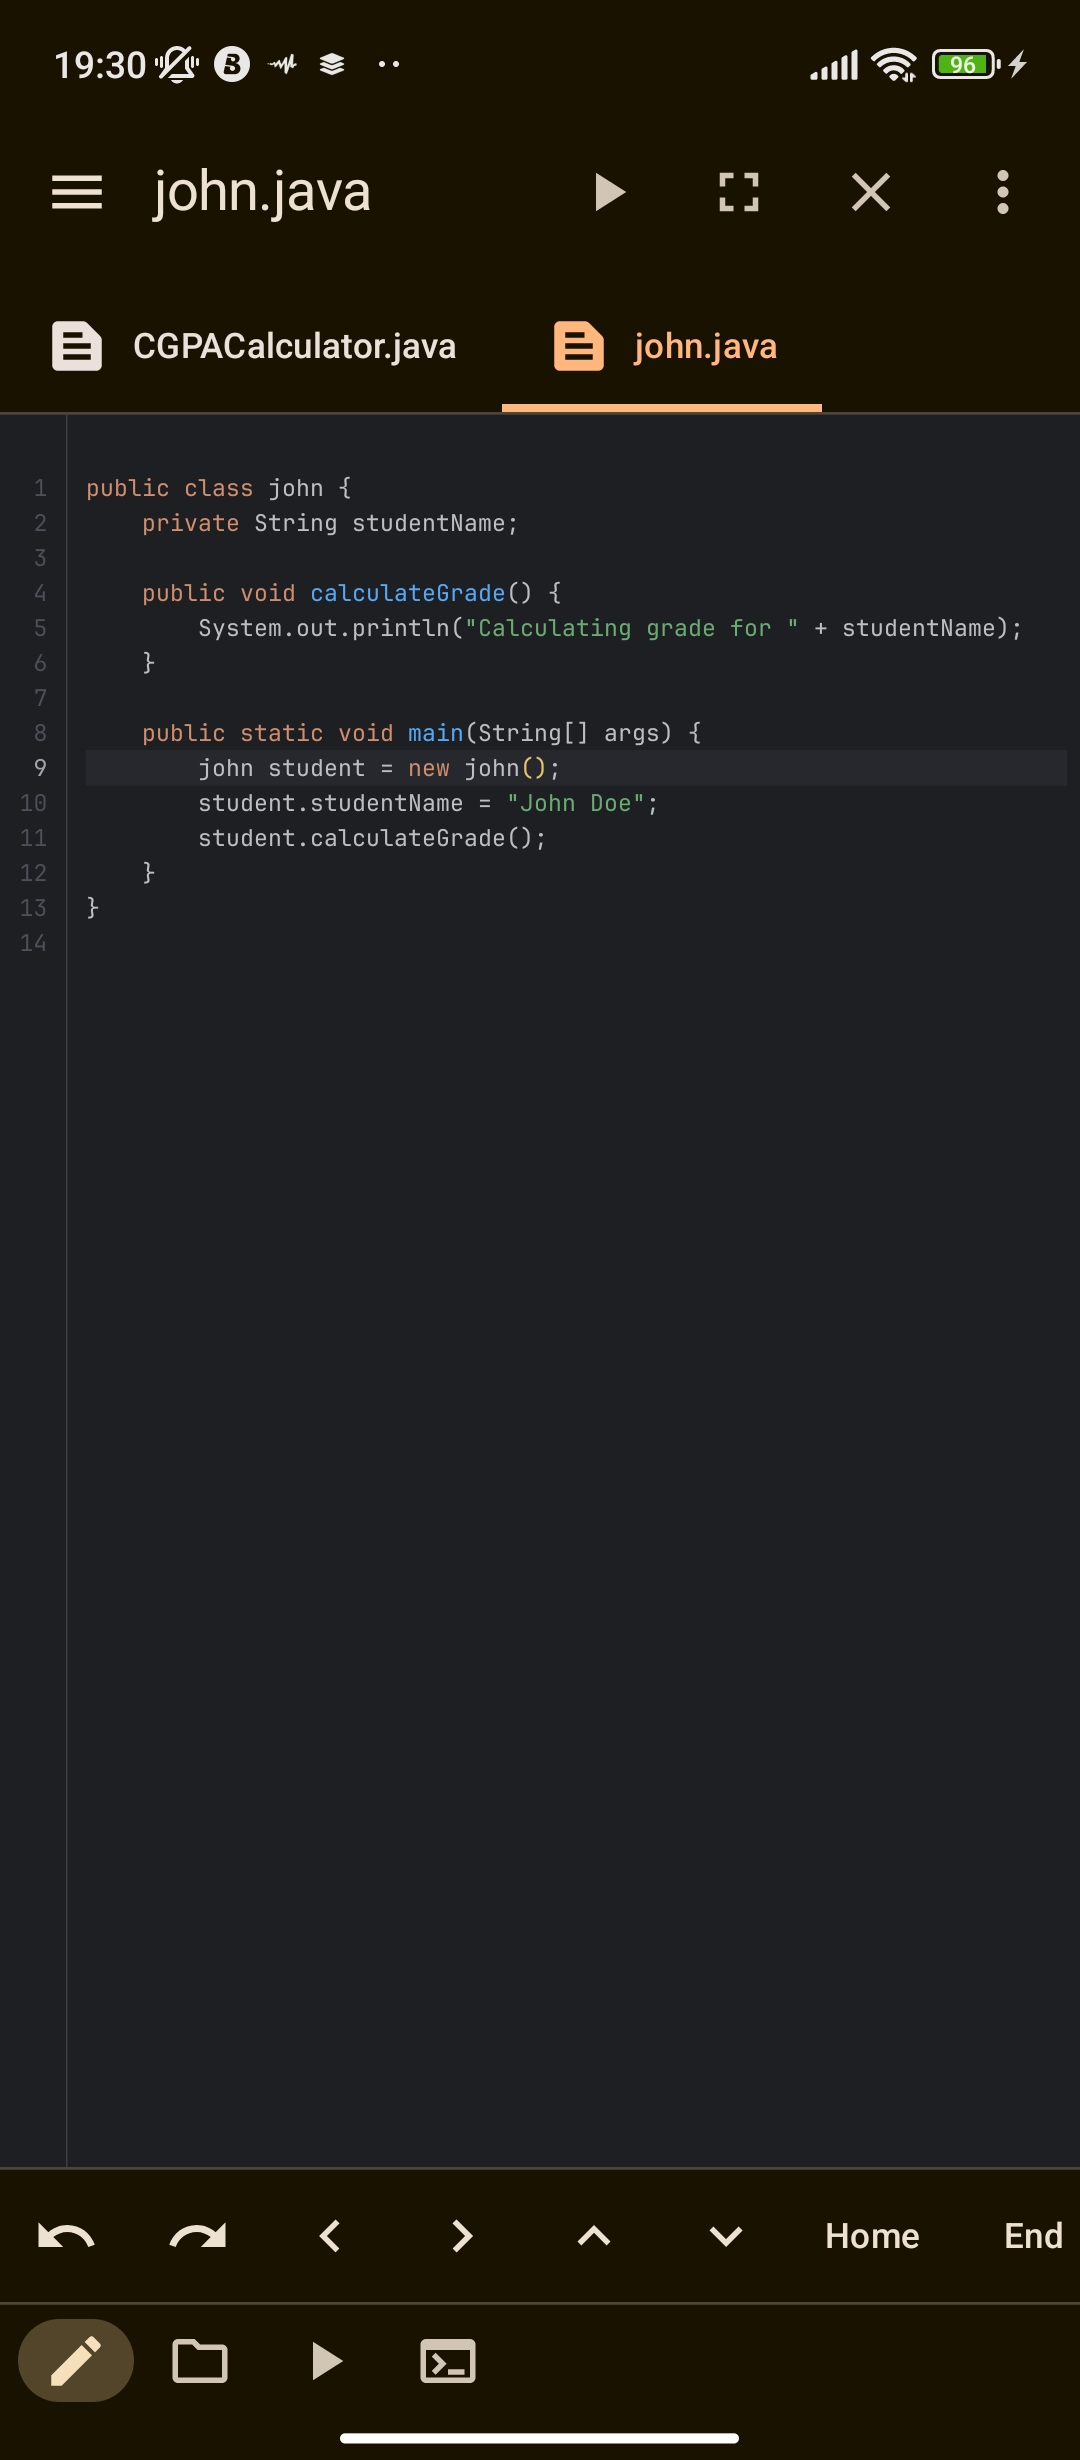 19:30
96
john.java
CGPACalculator.java
john.java
1 public class john {
2 private String studentName;
3
4 public void calculateGrade() {
5 System.out.println("Calculating grade for " + studentName);
6 }
7
8 public static void main(String[] args) {
9 john student = new john();
10 student.studentName = "John Doe";
11 student.calculateGrade();
12 }
13 }
14
Home End